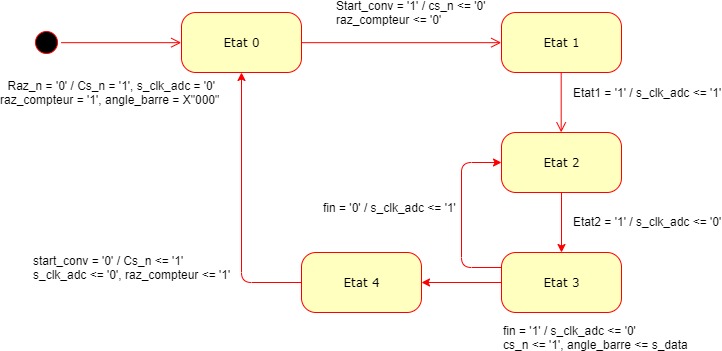 Start_conv = '1' / cs_n <= '0'
raz_compteur <= '0'
Etat 0
Etat 1
Raz_n = '0' / Cs_n = '1', s_clk_adc = '0'
raz_compteur = '1', angle_barre = X"000"
Etat1 = '1' / s_clk_adc <= '1'
Etat 2
fin = '0' / s_clk_adc <= '1'
Etat2 = '1' / s_clk_adc <= '0'
start_conv = '0' / Cs_n <= '1'
s_clk_adc <= '0', raz_compteur <= '1'
Etat 4
Etat 3
fin = '1' / s_clk_adc <= '0'
cs_n <= '1', angle_barre <= s_data